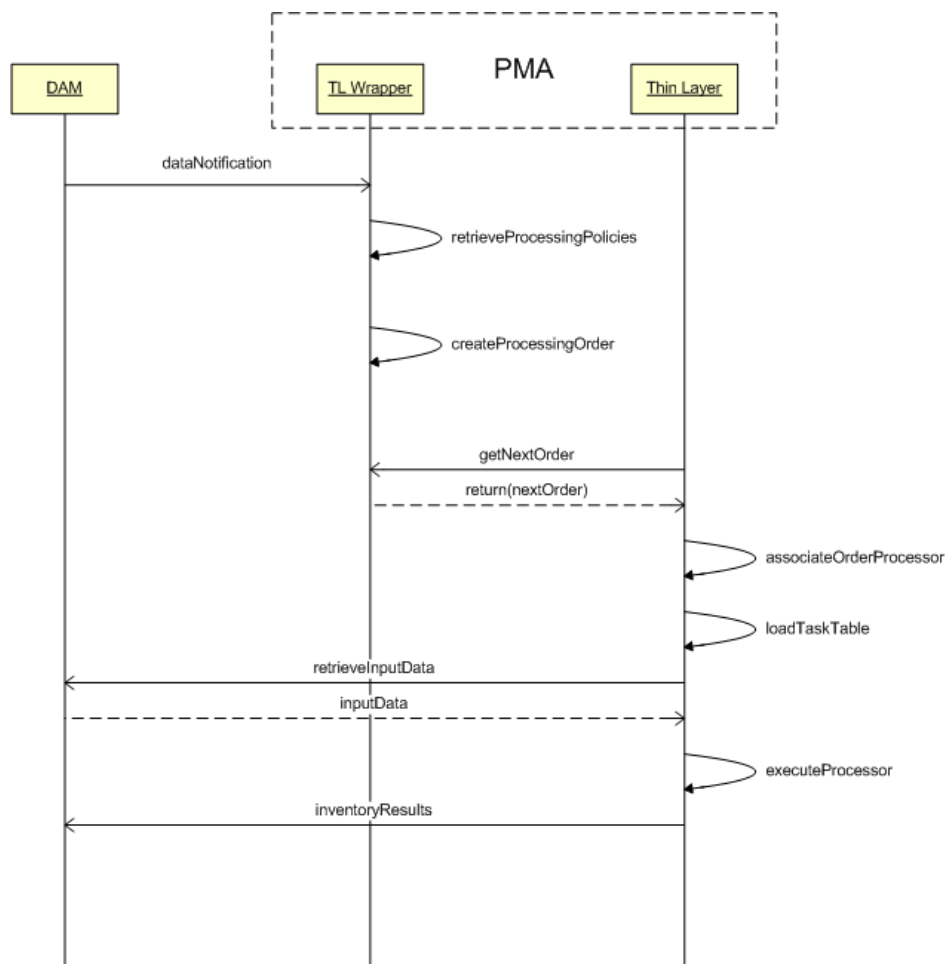 PMA
DAM
TL Wrapper
Thin Layer
dataNotification
retrieveProcessingPolicies
createProcessingOrder
getNextOrder
return(nextOrder)
associateOrderProcessor
loadTaskTable
retrieveInputData
inputData
executeProcessor
inventoryResults